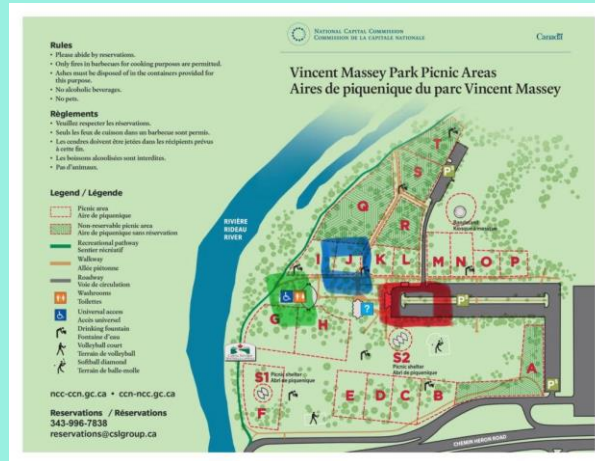 Rules
• Please abide by reservations.
• Only fires in barbecues for cooking purposes are permitted.
• Ashes must be disposed of in the containers provided for
this purpose.
• No alcoholic beverages.
• No pets.
Règlements
• Veuillez respecter les réservations.
• Seuls les feux de cuisson dans un barbecue sont permis.
• Les cendres doivent être jetées dans les récipients prévus
à cette fin.
• Les boissons alcoolisées sont interdites.
• Pas d'animaux.
Legend / Légende
Picnic area
Aire de piquenique
Non-reservable picnic area
Aire de piquenique sans réservation
Recreational pathway
Sentier récréatif
Walkway
Allée piétonne
Roadway
Voie de circulation
Washrooms
Toilettes
Universal access
Accès universel
Drinking fountain
Fontaine d'eau
Volleyball court
Terrain de volleyball
Softball diamond
Terrain de balle-molle
ncc-ccn.gc.ca • ccn-ncc.gc.ca
Reservations / Réservations
343-996-7838
reservations@cslgroup.ca
NATIONAL CAPITAL COMMISSION
COMMISSION DE LA CAPITALE NATIONALE
Canada
Vincent Massey Park Picnic Areas
Aires de piquenique du parc Vincent Massey
RIVIÈRE
RIDEAU
RIVER
T
S
P
Q
R
I
J
K
L
M
N
O
P
G
H
?
P
S2
Picnic shelter
Abri de piquenique
S1
Picnic shelter
Abri de piquenique
A
F
E
D
C
B
P
CHEMIN HERON ROAD